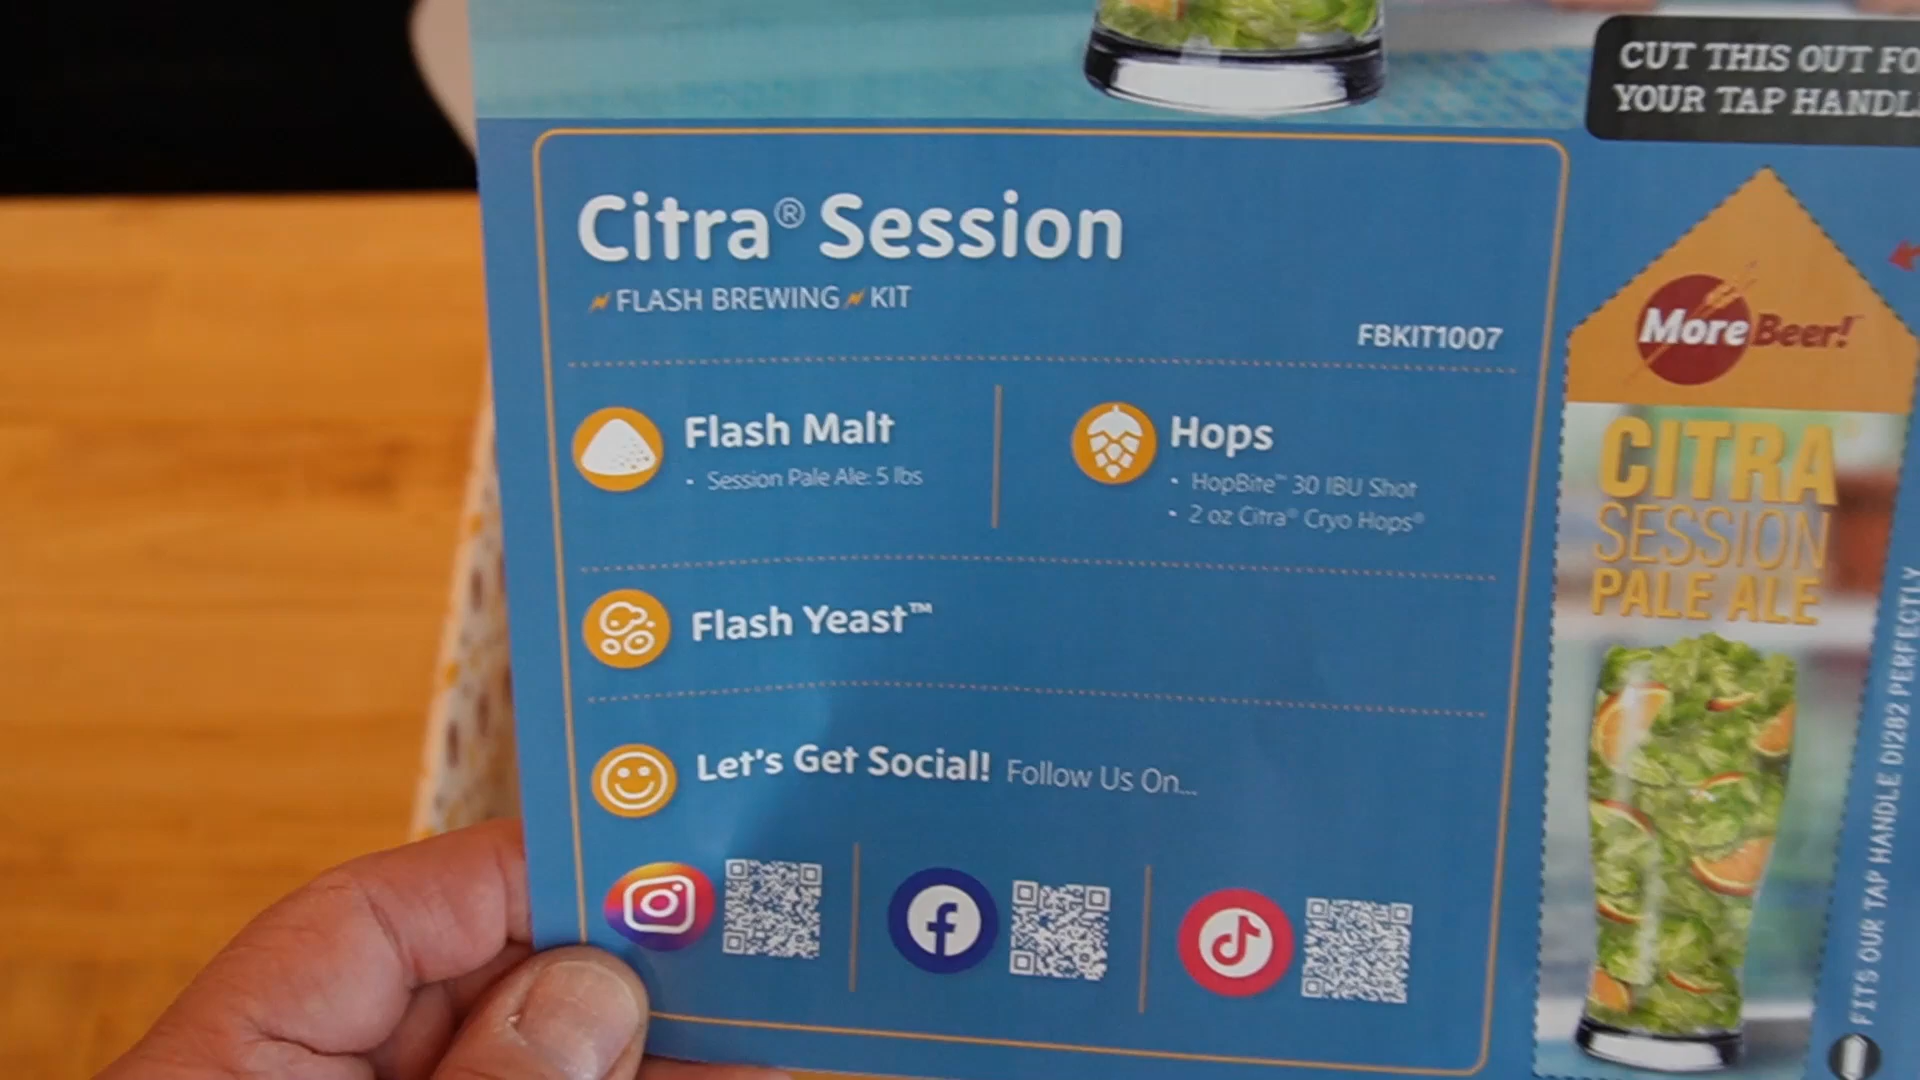 CUT THIS OUT FO
YOUR TAP HANDL
Citra® Session
FLASH BREWING KIT
FBKIT1007
Flash Malt
• Session Pale Ale: 5 lbs
Hops
• HopBite™ 30 IBU Shot
• 2 oz Citra® Cryo Hops®
Flash Yeast™
Let's Get Social! Follow Us On...
MoreBeer!™
CITRA®
SESSION
PALE ALE
FITS OUR TAP HANDLE D1282 PERFECTLY